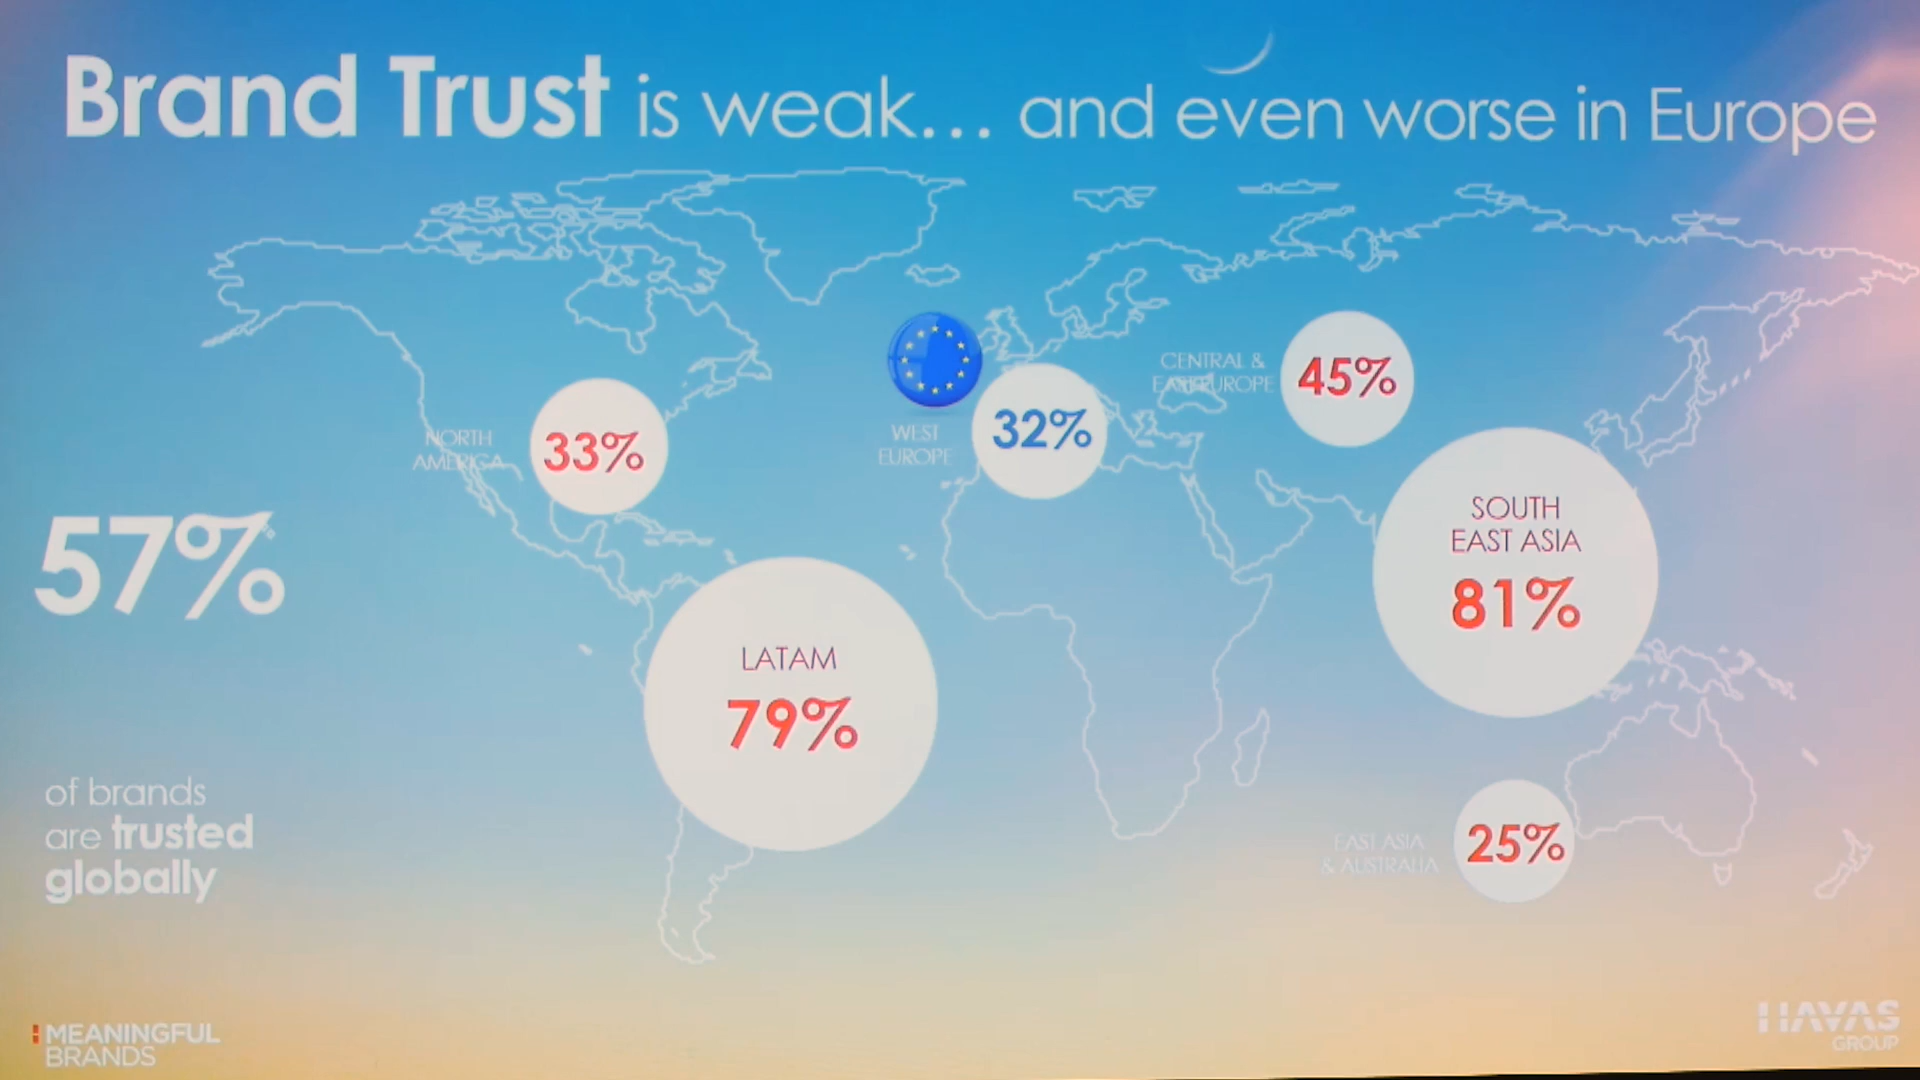 Brand Trust is weak... and even worse in Europe
CENTRAL &
EAST EUROPE
45%
NORTH
AMERICA
33%
WEST
EUROPE
32%
57%
SOUTH
EAST ASIA
81%
LATAM
79%
of brands
are trusted
globally
EAST ASIA
& AUSTRALIA
25%
MEANINGFUL
BRANDS
HAVAS
GROUP